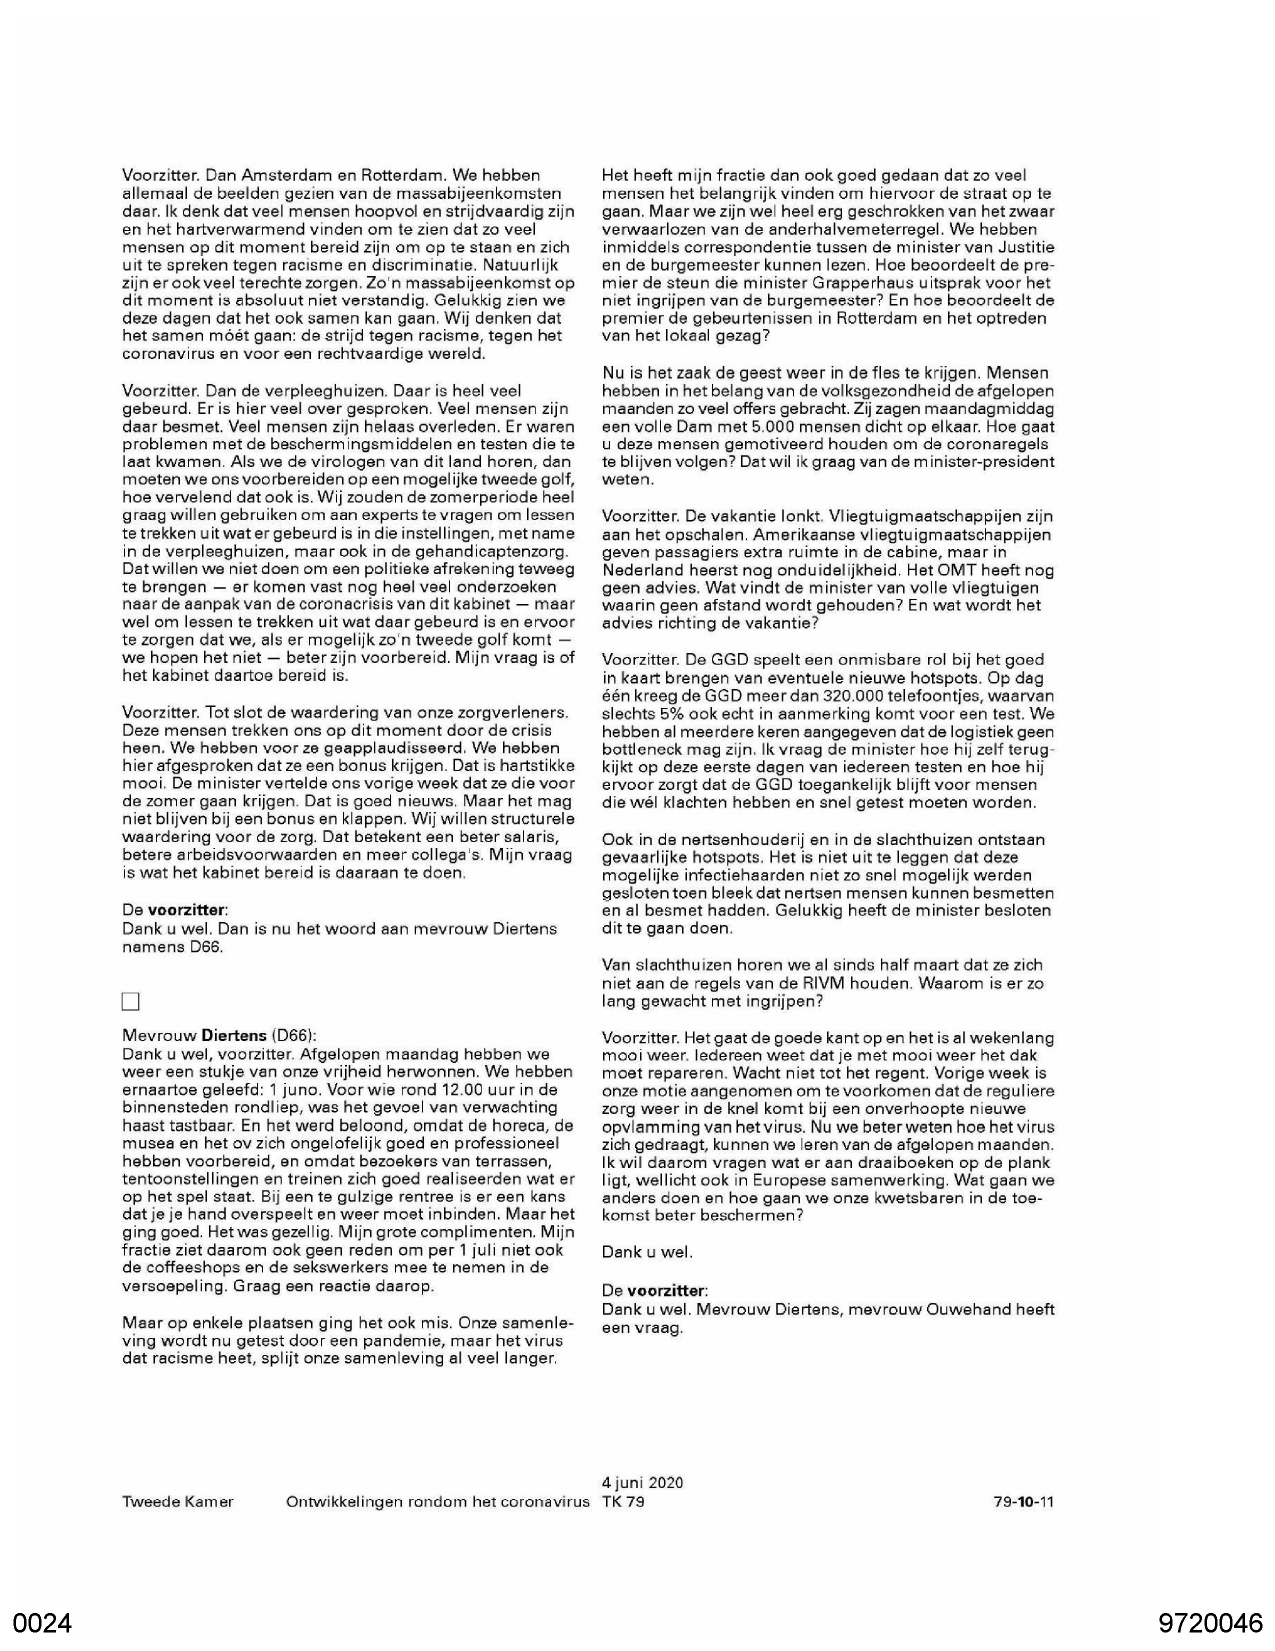 Voorzitter. Dan Amsterdam en Rotterdam. We hebben
allemaal de beelden gezien van de massabijeenkomsten
daar. Ik denk dat veel mensen hoopvol en strijdvaardig zijn
en het hartverwarmend vinden om te zien dat zo veel
mensen op dit moment bereid zijn om op te staan en zich
uit te spreken tegen racisme en discriminatie. Natuurlijk
zijn er ook veel terechte zorgen. Zo'n massabijeenkomst op
dit moment is absoluut niet verstandig. Gelukkig zien we
deze dagen dat het ook samen kan gaan. Wij denken dat
het samen móét gaan: de strijd tegen racisme, tegen het
coronavirus en voor een rechtvaardige wereld.
Voorzitter. Dan de verpleeghuizen. Daar is heel veel
gebeurd. Er is hier veel over gesproken. Veel mensen zijn
daar besmet. Veel mensen zijn helaas overleden. Er waren
problemen met de beschermingsmiddelen en testen die te
laat kwamen. Als we de virologen van dit land horen, dan
moeten we ons voorbereiden op een mogelijke tweede golf,
hoe vervelend dat ook is. Wij zouden de zomerperiode heel
graag willen gebruiken om aan experts te vragen om lessen
te trekken uit wat er gebeurd is in die instellingen, met name
in de verpleeghuizen, maar ook in de gehandicaptenzorg.
Dat willen we niet doen om een politieke afrekening teweeg
te brengen — er komen vast nog heel veel onderzoeken
naar de aanpak van de coronacrisis van dit kabinet — maar
wel om lessen te trekken uit wat daar gebeurd is en ervoor
te zorgen dat we, als er mogelijk zo'n tweede golf komt —
we hopen het niet — beter zijn voorbereid. Mijn vraag is of
het kabinet daartoe bereid is.
Voorzitter. Tot slot de waardering van onze zorgverleners.
Deze mensen trekken ons op dit moment door de crisis
heen. We hebben voor ze geapplaudisseerd. We hebben
hier afgesproken dat ze een bonus krijgen. Dat is hartstikke
mooi. De minister vertelde ons vorige week dat ze die voor
de zomer gaan krijgen. Dat is goed nieuws. Maar het mag
niet blijven bij een bonus en klappen. Wij willen structurele
waardering voor de zorg. Dat betekent een beter salaris,
betere arbeidsvoorwaarden en meer collega's. Mijn vraag
is wat het kabinet bereid is daaraan te doen.
De voorzitter:
Dank u wel. Dan is nu het woord aan mevrouw Diertens
namens D66.
Mevrouw Diertens (D66):
Dank u wel, voorzitter. Afgelopen maandag hebben we
weer een stukje van onze vrijheid herwonnen. We hebben
ernaartoe geleefd: 1 juno. Voor wie rond 12.00 uur in de
binnensteden rondliep, was het gevoel van verwachting
haast tastbaar. En het werd beloond, omdat de horeca, de
musea en het ov zich ongelofelijk goed en professioneel
hebben voorbereid, en omdat bezoekers van terrassen,
tentoonstellingen en treinen zich goed realiseerden wat er
op het spel staat. Bij een te gulzige rentree is er een kans
dat je je hand overspeelt en weer moet inbinden. Maar het
ging goed. Het was gezellig. Mijn grote complimenten. Mijn
fractie ziet daarom ook geen reden om per 1 juli niet ook
de coffeeshops en de sekswerkers mee te nemen in de
versoepeling. Graag een reactie daarop.
Maar op enkele plaatsen ging het ook mis. Onze samenle-
ving wordt nu getest door een pandemie, maar het virus
dat racisme heet, splijt onze samenleving al veel langer.
Het heeft mijn fractie dan ook goed gedaan dat zo veel
mensen het belangrijk vinden om hiervoor de straat op te
gaan. Maar we zijn wel heel erg geschrokken van het zwaar
verwaarlozen van de anderhalvemeterregel. We hebben
inmiddels correspondentie tussen de minister van Justitie
en de burgemeester kunnen lezen. Hoe beoordeelt de pre-
mier de steun die minister Grapperhaus uitsprak voor het
niet ingrijpen van de burgemeester? En hoe beoordeelt de
premier de gebeurtenissen in Rotterdam en het optreden
van het lokaal gezag?
Nu is het zaak de geest weer in de fles te krijgen. Mensen
hebben in het belang van de volksgezondheid de afgelopen
maanden zo veel offers gebracht. Zij zagen maandagmiddag
een volle Dam met 5.000 mensen dicht op elkaar. Hoe gaat
u deze mensen gemotiveerd houden om de coronaregels
te blijven volgen? Dat wil ik graag van de minister-president
weten.
Voorzitter. De vakantie lonkt. Vliegtuigmaatschappijen zijn
aan het opschalen. Amerikaanse vliegtuigmaatschappijen
geven passagiers extra ruimte in de cabine, maar in
Nederland heerst nog onduidelijkheid. Het OMT heeft nog
geen advies. Wat vindt de minister van volle vliegtuigen
waarin geen afstand wordt gehouden? En wat wordt het
advies richting de vakantie?
Voorzitter. De GGD speelt een onmisbare rol bij het goed
in kaart brengen van eventuele nieuwe hotspots. Op dag
één kreeg de GGD meer dan 320.000 telefoontjes, waarvan
slechts 5% ook echt in aanmerking komt voor een test. We
hebben al meerdere keren aangegeven dat de logistiek geen
bottleneck mag zijn. Ik vraag de minister hoe hij zelf terug-
kijkt op deze eerste dagen van iedereen testen en hoe hij
ervoor zorgt dat de GGD toegankelijk blijft voor mensen
die wél klachten hebben en snel getest moeten worden.
Ook in de nertsenhouderij en in de slachthuizen ontstaan
gevaarlijke hotspots. Het is niet uit te leggen dat deze
mogelijke infectiehaarden niet zo snel mogelijk werden
gesloten toen bleek dat nertsen mensen kunnen besmetten
en al besmet hadden. Gelukkig heeft de minister besloten
dit te gaan doen.
Van slachthuizen horen we al sinds half maart dat ze zich
niet aan de regels van de RIVM houden. Waarom is er zo
lang gewacht met ingrijpen?
Voorzitter. Het gaat de goede kant op en het is al wekenlang
mooi weer. Iedereen weet dat je met mooi weer het dak
moet repareren. Wacht niet tot het regent. Vorige week is
onze motie aangenomen om te voorkomen dat de reguliere
zorg weer in de knel komt bij een onverhoopte nieuwe
opvlamming van het virus. Nu we beter weten hoe het virus
zich gedraagt, kunnen we leren van de afgelopen maanden.
Ik wil daarom vragen wat er aan draaiboeken op de plank
ligt, wellicht ook in Europese samenwerking. Wat gaan we
anders doen en hoe gaan we onze kwetsbaren in de toe-
komst beter beschermen?
Dank u wel.
De voorzitter:
Dank u wel. Mevrouw Diertens, mevrouw Ouwehand heeft
een vraag.
4 juni 2020
Tweede Kamer Ontwikkelingen rondom het coronavirus TK 79 79-10-11
0024 9720046